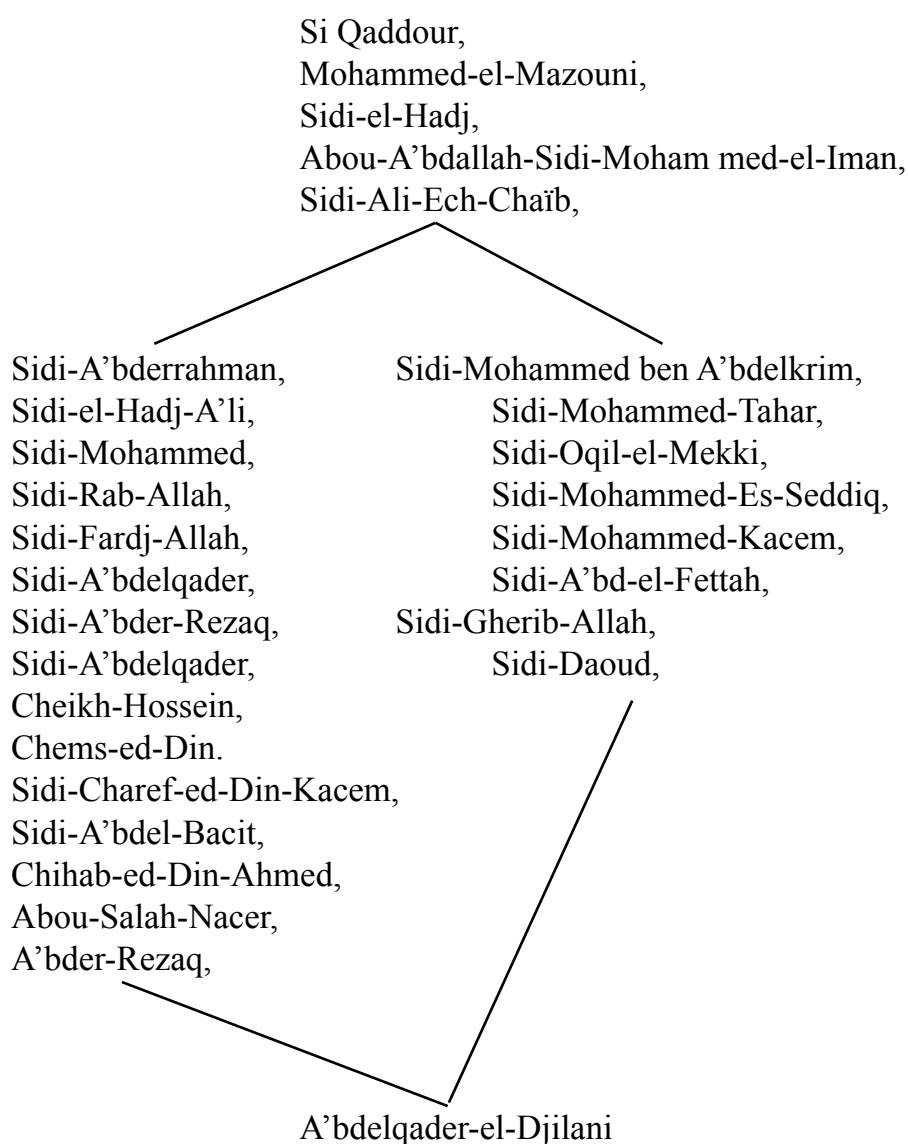 Si Qaddour,
Mohammed-el-Mazouni,
Sidi-el-Hadj,
Abou-A’bdallah-Sidi-Moham med-el-Iman,
Sidi-Ali-Ech-Chaïb,
Sidi-A’bderrahman,
Sidi-el-Hadj-A’li,
Sidi-Mohammed,
Sidi-Rab-Allah,
Sidi-Fardj-Allah,
Sidi-A’bdelqader,
Sidi-A’bder-Rezaq,
Sidi-A’bdelqader,
Cheikh-Hossein,
Chems-ed-Din.
Sidi-Charef-ed-Din-Kacem,
Sidi-A’bdel-Bacit,
Chihab-ed-Din-Ahmed,
Abou-Salah-Nacer,
A’bder-Rezaq,
Sidi-Mohammed ben A’bdelkrim,
Sidi-Mohammed-Tahar,
Sidi-Oqil-el-Mekki,
Sidi-Mohammed-Es-Seddiq,
Sidi-Mohammed-Kacem,
Sidi-A’bd-el-Fettah,
Sidi-Gherib-Allah,
Sidi-Daoud,
A’bdelqader-el-Djilani